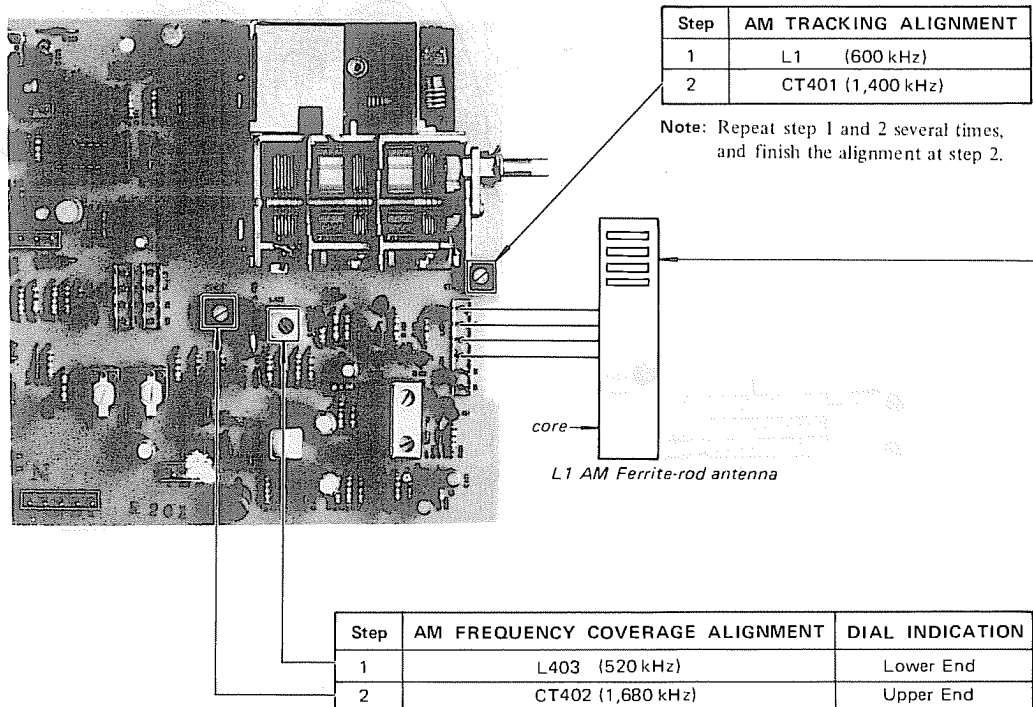 Step AM TRACKING ALIGNMENT
1 L1 (600 kHz)
2 CT401 (1,400 kHz)
Note: Repeat step 1 and 2 several times,
and finish the alignment at step 2.
core
L1 AM Ferrite-rod antenna
N
Step AM FREQUENCY COVERAGE ALIGNMENT DIAL INDICATION
1 L403 (520 kHz) Lower End
2 CT402 (1,680 kHz) Upper End